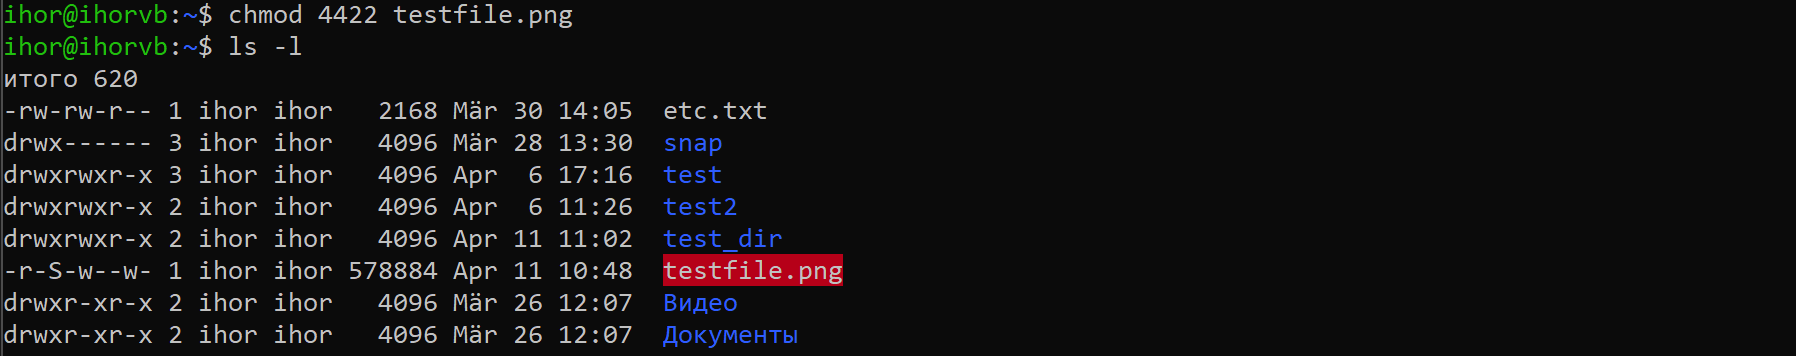 ihor@ihorvb:~$ chmod 4422 testfile.png
ihor@ihorvb:~$ ls -l
итого 620
-rw-rw-r-- 1 ihor ihor   2168 Mär 30 14:05  etc.txt
drwx------ 3 ihor ihor   4096 Mär 28 13:30  snap
drwxrwxr-x 3 ihor ihor   4096 Apr  6 17:16  test
drwxrwxr-x 2 ihor ihor   4096 Apr  6 11:26  test2
drwxrwxr-x 2 ihor ihor   4096 Apr 11 11:02  test_dir
-r-S-w--w- 1 ihor ihor 578884 Apr 11 10:48  testfile.png
drwxr-xr-x 2 ihor ihor   4096 Mär 26 12:07  Видео
drwxr-xr-x 2 ihor ihor   4096 Mär 26 12:07  Документы